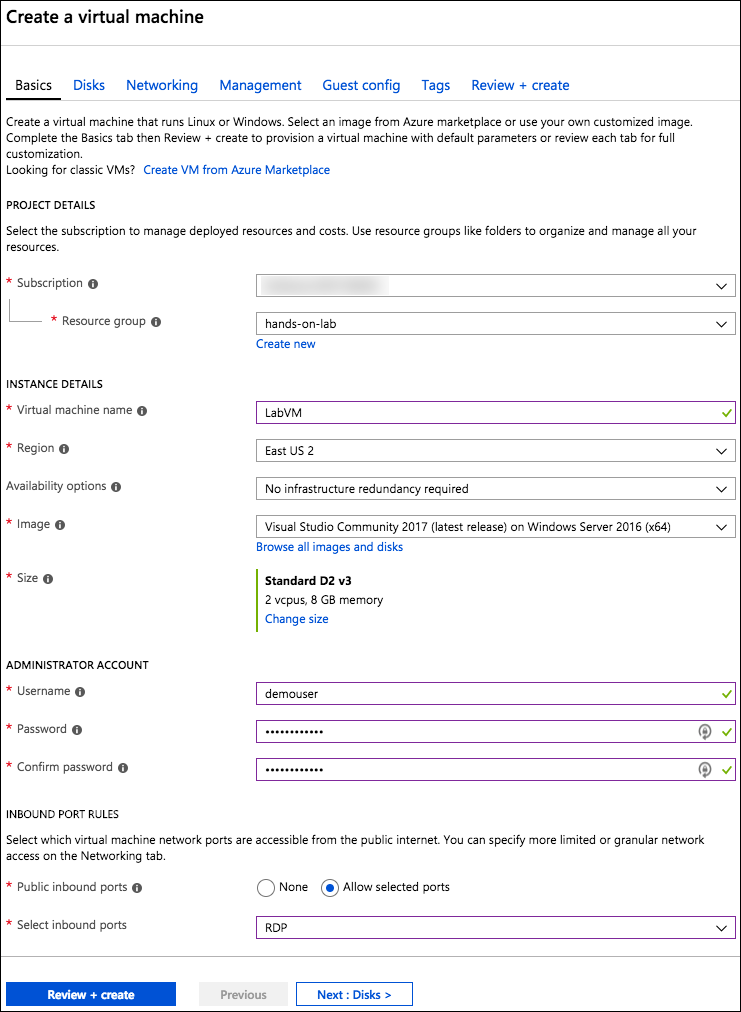 Create a virtual machine
Basics Disks Networking Management Guest config Tags Review + create
Create a virtual machine that runs Linux or Windows. Select an image from Azure marketplace or use your own customized image.
Complete the Basics tab then Review + create to provision a virtual machine with default parameters or review each tab for full
customization.
Looking for classic VMs? Create VM from Azure Marketplace
PROJECT DETAILS
Select the subscription to manage deployed resources and costs. Use resource groups like folders to organize and manage all your
resources.
* Subscription
* Resource group hands-on-lab
Create new
INSTANCE DETAILS
* Virtual machine name LabVM
* Region East US 2
Availability options No infrastructure redundancy required
* Image Visual Studio Community 2017 (latest release) on Windows Server 2016 (x64)
Browse all images and disks
* Size Standard D2 v3
2 vcpus, 8 GB memory
Change size
ADMINISTRATOR ACCOUNT
* Username demouser
* Password ••••••••••••
* Confirm password ••••••••••••
INBOUND PORT RULES
Select which virtual machine network ports are accessible from the public internet. You can specify more limited or granular network
access on the Networking tab.
* Public inbound ports None Allow selected ports
* Select inbound ports RDP
Review + create Previous Next : Disks >